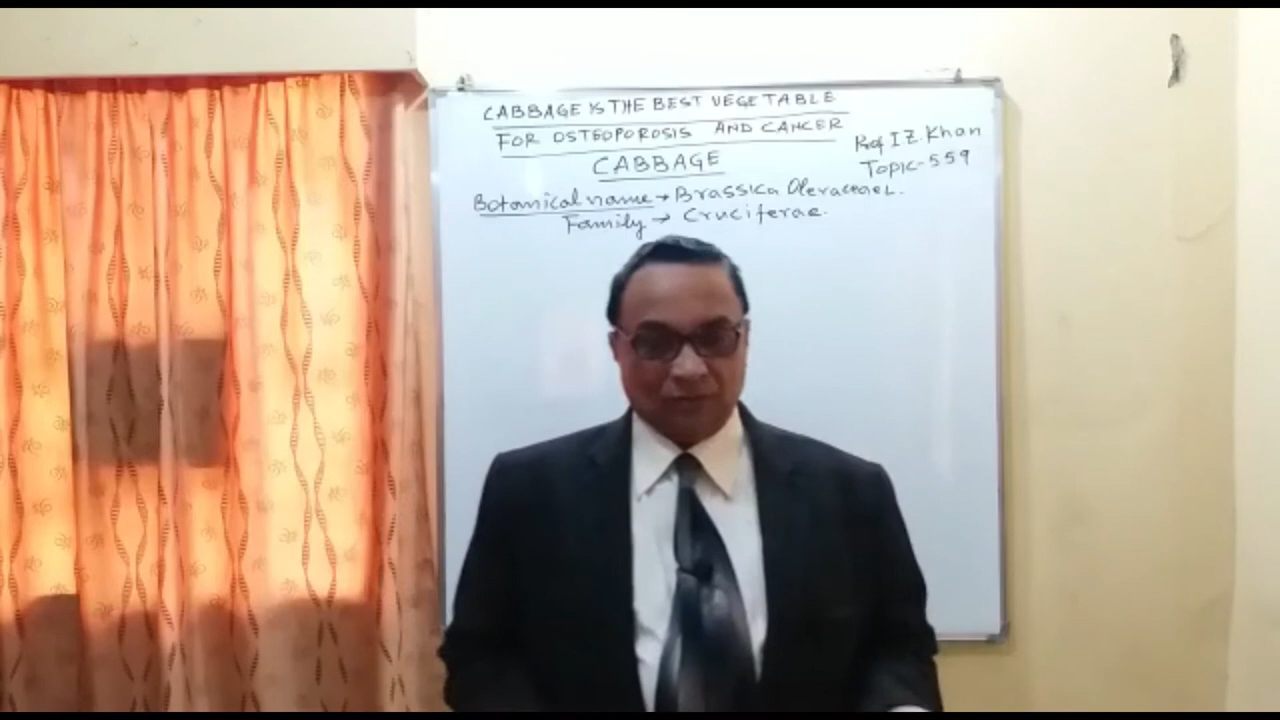 CABBAGE IS THE BEST VEGETABLE
FOR OSTEOPOROSIS AND CANCER
Prof I Z. Khan
Topic-559
CABBAGE
Botanical name → Brassica
Family → Cruciferae.